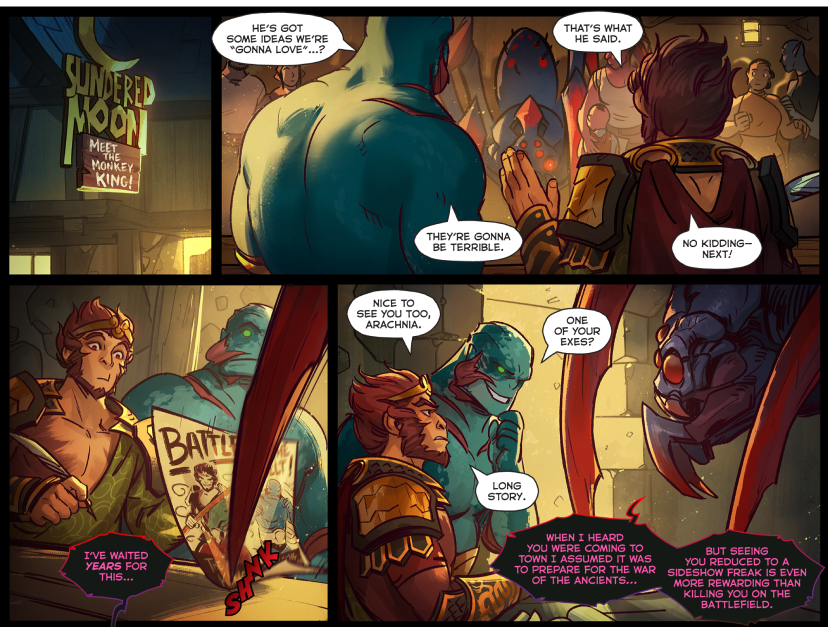 SUNDERED
MOON
MEET
THE
MONKEY
KING!
HE'S GOT
SOME IDEAS WE'RE
"GONNA LOVE"...?
THAT'S WHAT
HE SAID.
THEY'RE GONNA
BE TERRIBLE.
NO KIDDING—
NEXT!
BATTLE
I'VE WAITED
YEARS FOR
THIS...
SHNK
NICE TO
SEE YOU TOO,
ARACHNIA.
ONE
OF YOUR
EXES?
LONG
STORY.
WHEN I HEARD
YOU WERE COMING TO
TOWN I ASSUMED IT WAS
TO PREPARE FOR THE WAR
OF THE ANCIENTS...
BUT SEEING
YOU REDUCED TO A
SIDESHOW FREAK IS EVEN
MORE REWARDING THAN
KILLING YOU ON THE
BATTLEFIELD.